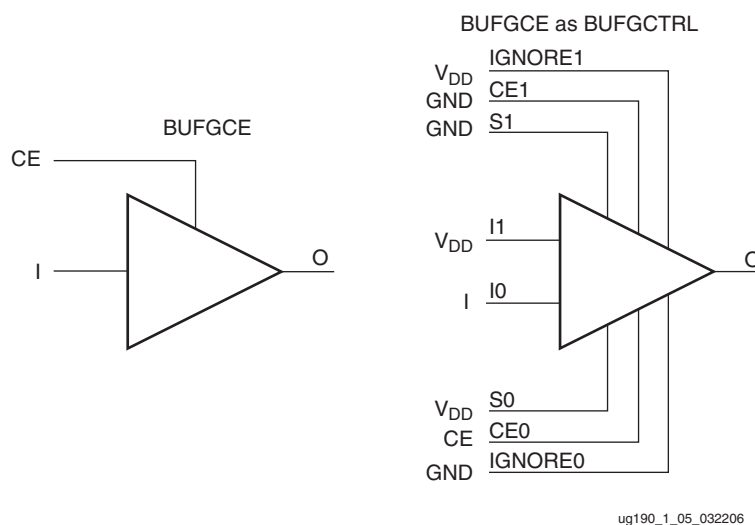 BUFGCE as BUFGCTRL
BUFGCE
CE
I
O
IGNORE1
VDD
CE1
GND
S1
GND
I1
VDD
I0
I
O
S0
VDD
CE0
CE
IGNORE0
GND
ug190_1_05_032206